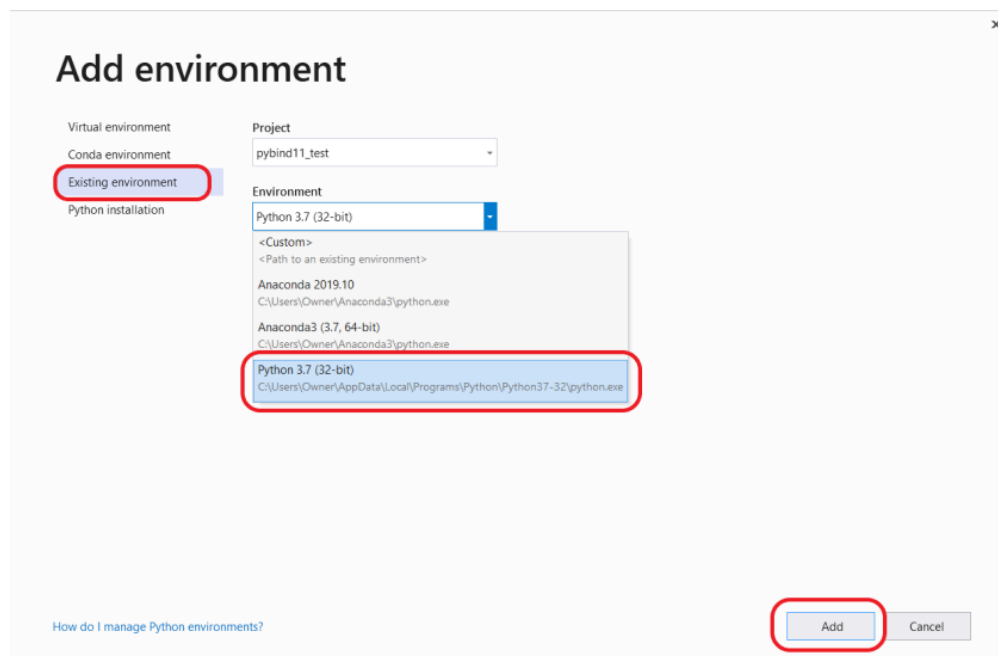 Add environment
Virtual environment
Conda environment
Existing environment
Python installation
Project
pybind11_test
Environment
Python 3.7 (32-bit)
<Custom>
<Path to an existing environment>
Anaconda 2019.10
C:\Users\Owner\Anaconda3\python.exe
Anaconda3 (3.7, 64-bit)
C:\Users\Owner\Anaconda3\python.exe
Python 3.7 (32-bit)
C:\Users\Owner\AppData\Local\Programs\Python\Python37-32\python.exe
How do I manage Python environments?
Add
Cancel